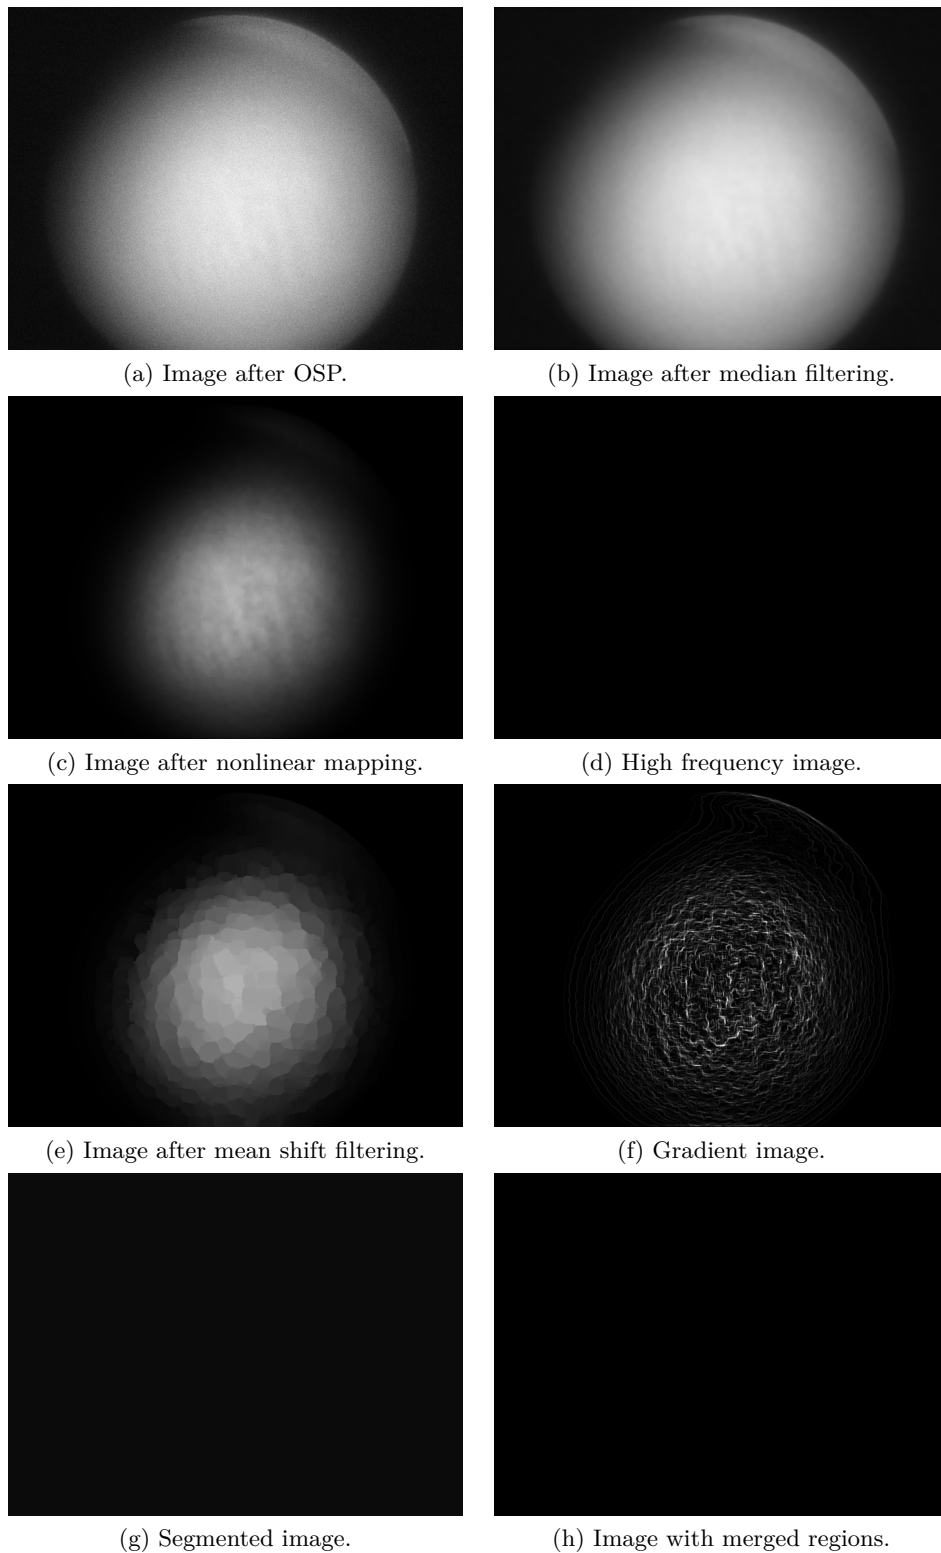 (a) Image after OSP.
(b) Image after median filtering.
(c) Image after nonlinear mapping.
(d) High frequency image.
(e) Image after mean shift filtering.
(f) Gradient image.
(g) Segmented image.
(h) Image with merged regions.